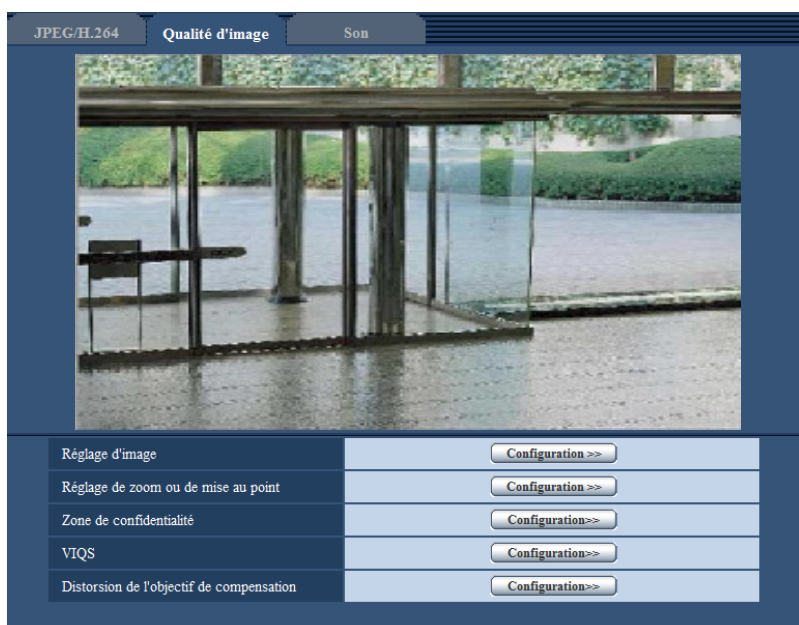 JPEG/H.264 Qualité d'image Son
Réglage d'image Configuration >>
Réglage de zoom ou de mise au point Configuration >>
Zone de confidentialité Configuration>>
VIQS Configuration>>
Distorsion de l'objectif de compensation Configuration>>